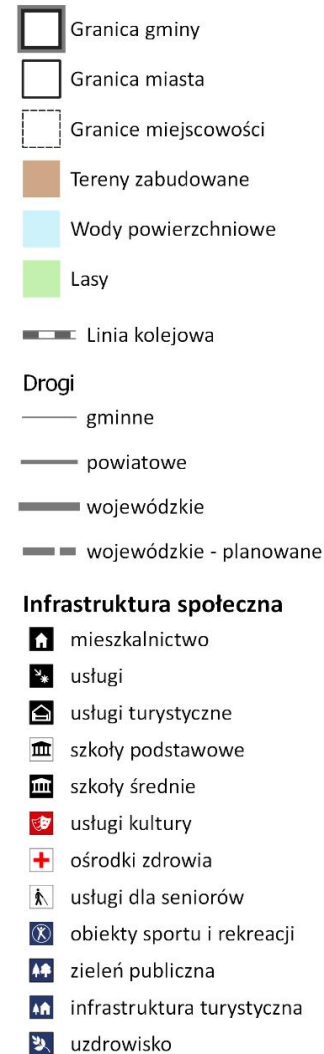 Granica gminy
Granica miasta
Granice miejscowości
Tereny zabudowane
Wody powierzchniowe
Lasy
Linia kolejowa
Drogi
gminne
powiatowe
wojewódzkie
wojewódzkie - planowane
Infrastruktura społeczna
mieszkalnictwo
usługi
usługi turystyczne
szkoły podstawowe
szkoły średnie
usługi kultury
ośrodki zdrowia
usługi dla seniorów
obiekty sportu i rekreacji
zieleń publiczna
infrastruktura turystyczna
uzdrowisko